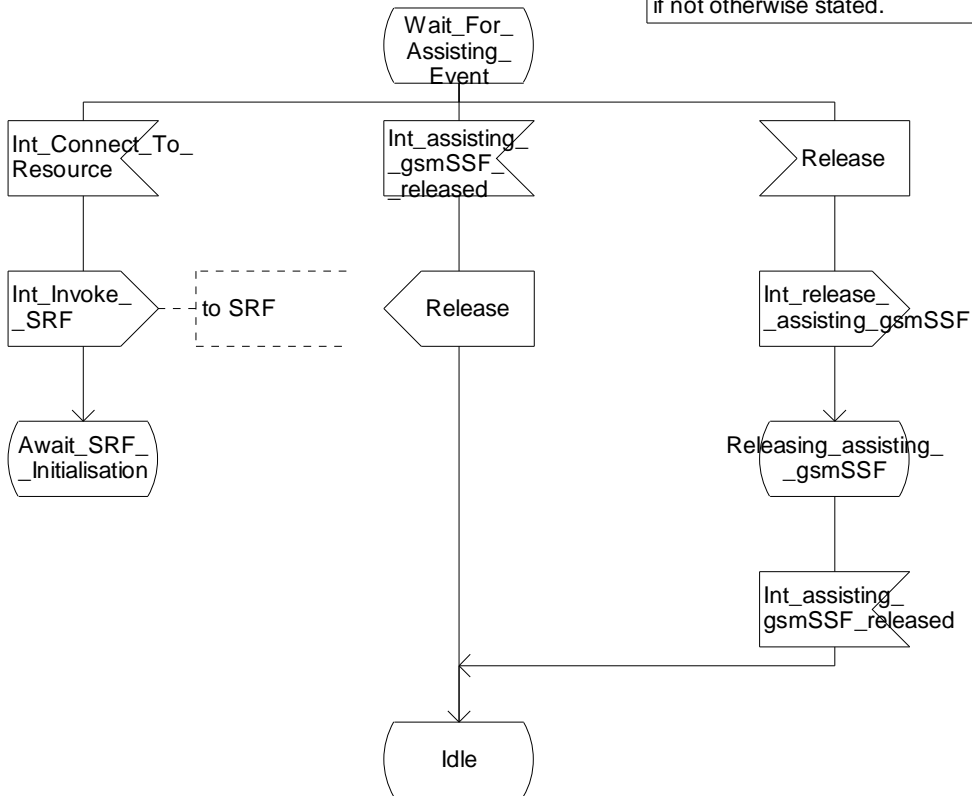 if not otherwise stated.
Wait_For_
Assisting_
Event
Int_Connect_To_
Resource
Int_assisting_
_gsmSSF_
_released
Release
Int_Invoke_
_SRF
to SRF
Release
Int_release_
_assisting_gsmSSF
Await_SRF_
_Initialisation
Releasing_assisting_
_gsmSSF
Int_assisting_
gsmSSF_released
Idle